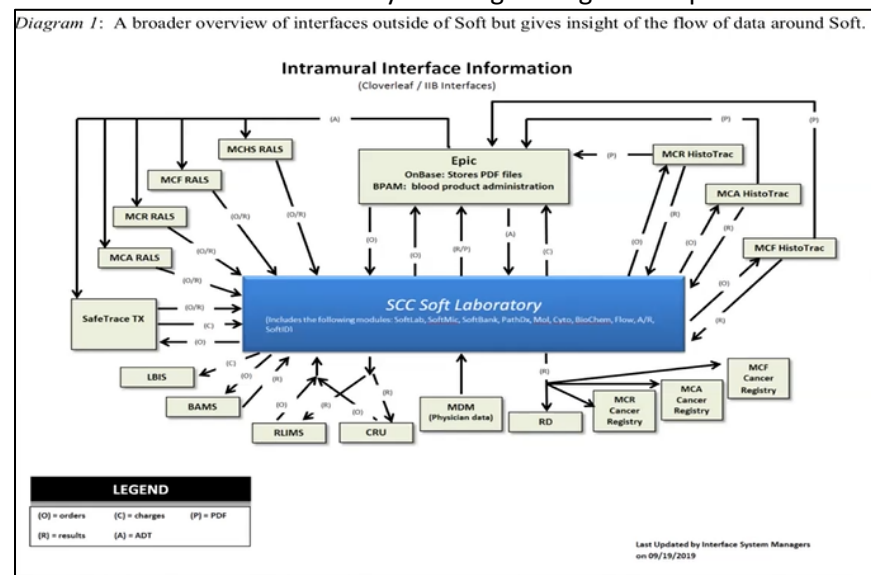 Diagram 1: A broader overview of interfaces outside of Soft but gives insight of the flow of data around Soft.
Intramural Interface Information
(Cloverleaf / IIB Interfaces)
(A)
(P)
(P)
MCHS RALS
MCF RALS
MCR RALS
MCA RALS
Epic
OnBase: Stores PDF files
BPAM: blood product administration
(P)
MCR HistoTrac
MCA HistoTrac
MCF HistoTrac
(O/R)
(O/R)
(O/R)
(O/R)
(O)
(O)
(R/P)
(A)
(C)
(O)
(R)
(O)
(R)
(O)
(R)
SafeTrace TX
(O/R)
(C)
(O)
SCC Soft Laboratory
(Includes the following modules: SoftLab, SoftMic, SoftBank, PathDx, Mol, Cyto, BioChem, Flow, A/R,
SoftID)
LBIS
(C)
(O)
(R)
BAMS
(O)
(R)
(O)
(R)
RLIMS
CRU
MDM
(Physician data)
(R)
RD
MCR
Cancer
Registry
MCA
Cancer
Registry
MCF
Cancer
Registry
LEGEND
(O) = orders (C) = charges (P) = PDF
(R) = results (A) = ADT
Last Updated by Interface System Managers
on 09/19/2019